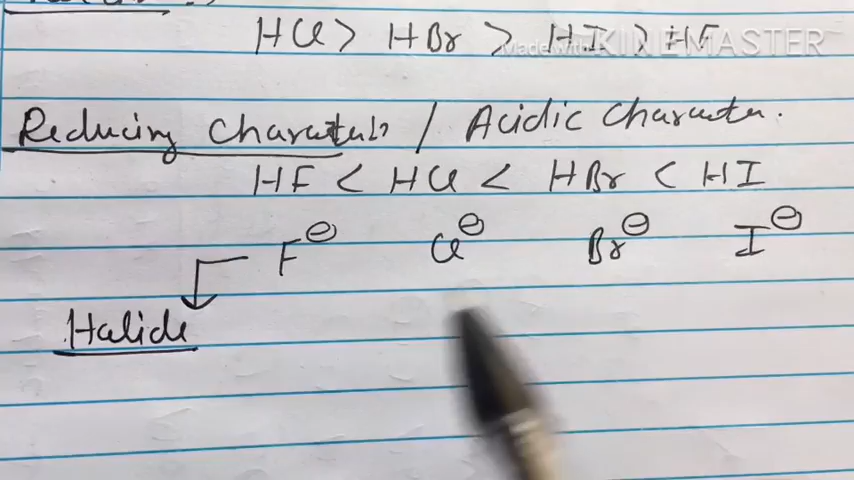 HCl > HBr > HI > HF
Made with KINEMASTER
Reducing Character / Acidic Character.
HF < HCl < HBr < HI
F⊖ Cl⊖ Br⊖ I⊖
Halide